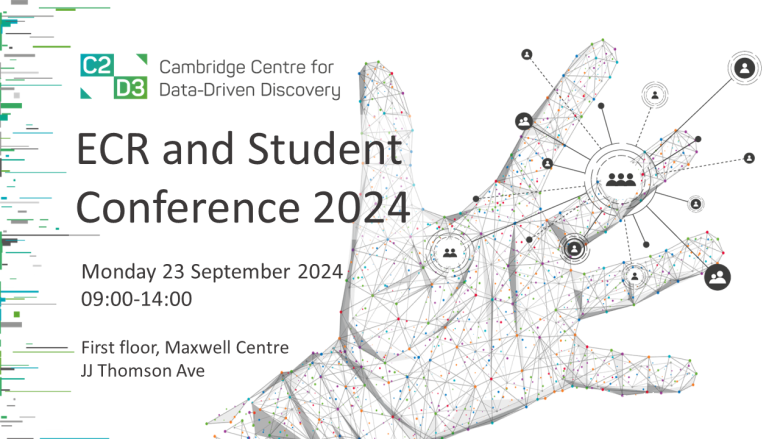 C2
D3
Cambridge Centre for
Data-Driven Discovery
ECR and Student
Conference 2024
Monday 23 September 2024
09:00-14:00
First floor, Maxwell Centre
JJ Thomson Ave